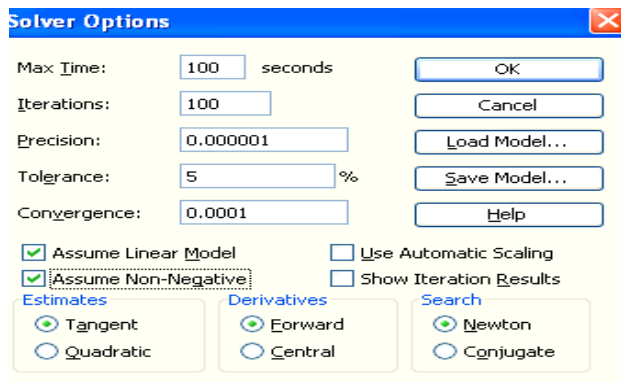 Solver Options
Max Time: 100 seconds OK
Iterations: 100 Cancel
Precision: 0.000001 Load Model...
Tolerance: 5 % Save Model...
Convergence: 0.0001 Help
Assume Linear Model Use Automatic Scaling
Assume Non-Negative Show Iteration Results
Estimates Derivatives Search
Tangent Forward Newton
Quadratic Central Conjugate